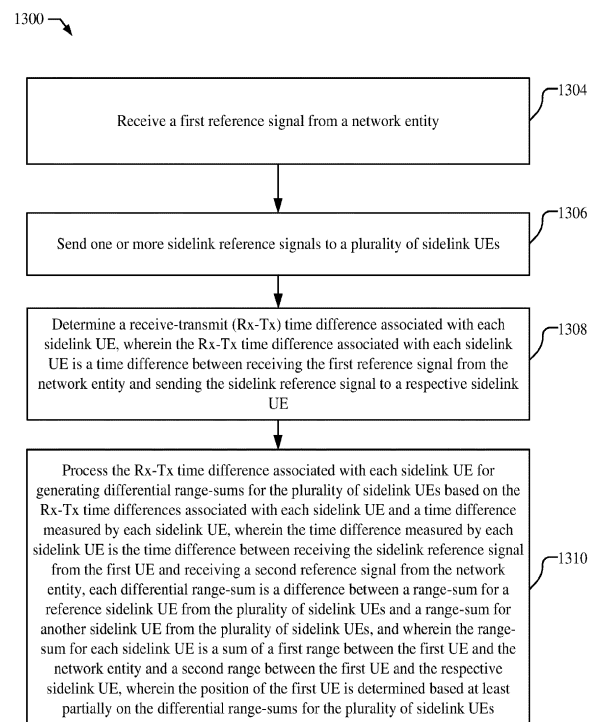 1300
1304
Receive a first reference signal from a network entity
1306
Send one or more sidelink reference signals to a plurality of sidelink UEs
1308
Determine a receive-transmit (Rx-Tx) time difference associated with each
sidelink UE, wherein the Rx-Tx time difference associated with each sidelink
UE is a time difference between receiving the first reference signal from the
network entity and sending the sidelink reference signal to a respective sidelink
UE
1310
Process the Rx-Tx time difference associated with each sidelink UE for
generating differential range-sums for the plurality of sidelink UEs based on the
Rx-Tx time differences associated with each sidelink UE and a time difference
measured by each sidelink UE, wherein the time difference measured by each
sidelink UE is the time difference between receiving the sidelink reference signal
from the first UE and receiving a second reference signal from the network
entity, each differential range-sum is a difference between a range-sum for a
reference sidelink UE from the plurality of sidelink UEs and a range-sum for
another sidelink UE from the plurality of sidelink UEs, and wherein the range-
sum for each sidelink UE is a sum of a first range between the first UE and the
network entity and a second range between the first UE and the respective
sidelink UE, wherein the position of the first UE is determined based at least
partially on the differential range-sums for the plurality of sidelink UEs